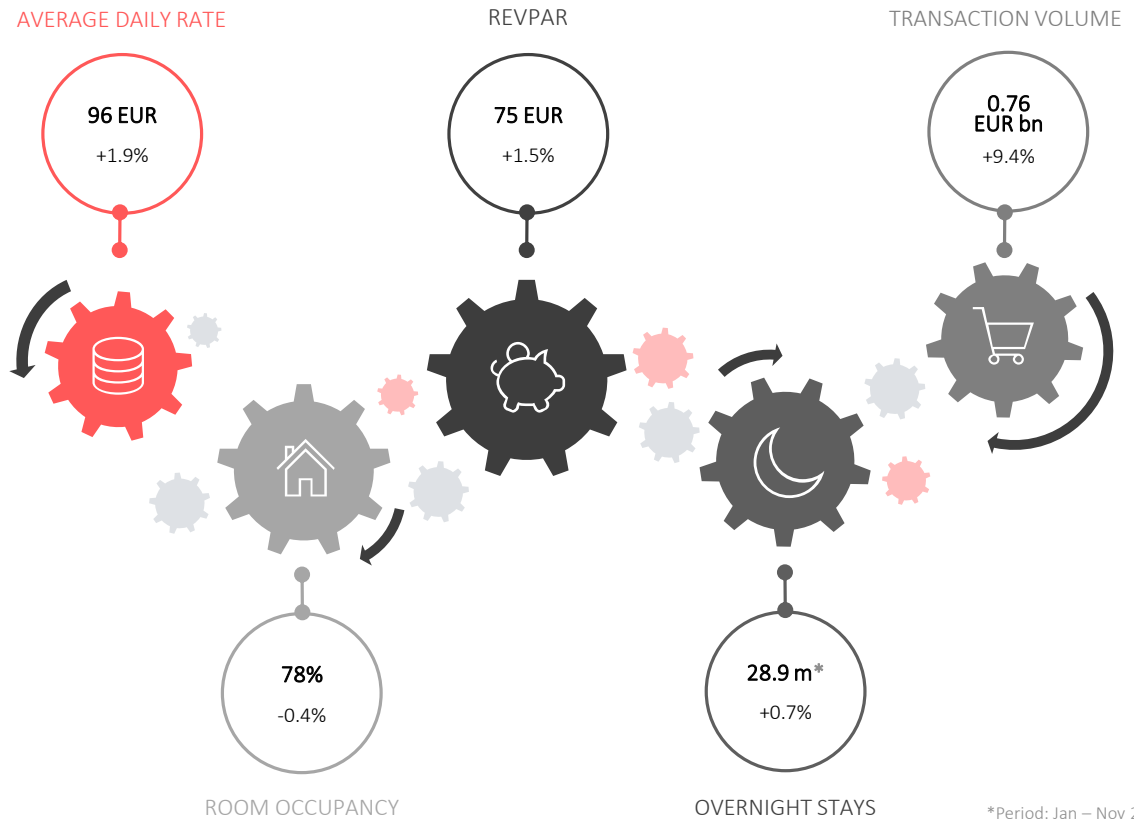 AVERAGE DAILY RATE
96 EUR
+1.9%
REVPAR
75 EUR
+1.5%
TRANSACTION VOLUME
0.76
EUR bn
+9.4%
78%
-0.4%
ROOM OCCUPANCY
28.9 m*
+0.7%
OVERNIGHT STAYS
*Period: Jan – Nov